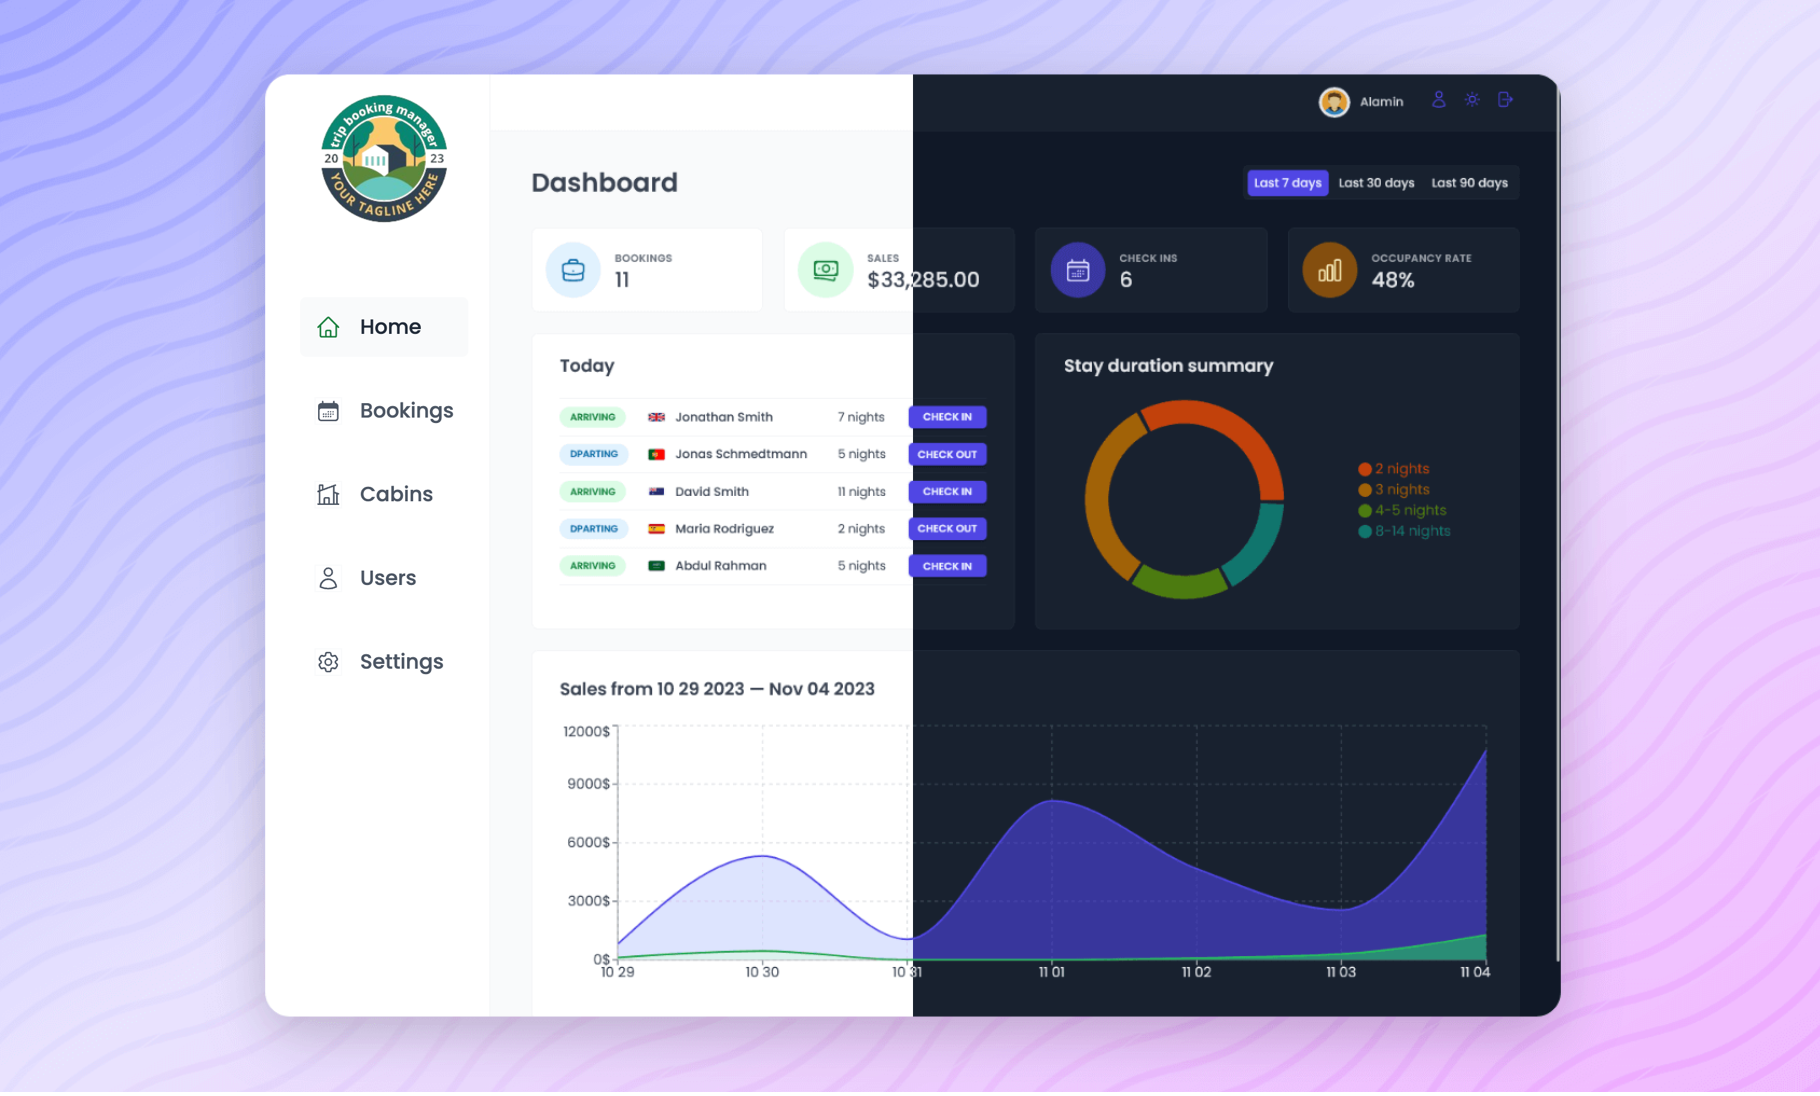 trip booking manager
20 23
YOUR TAGLINE HERE
Alamin
Home
Bookings
Cabins
Users
Settings
Dashboard
Last 7 days Last 30 days Last 90 days
BOOKINGS
11
SALES
$33,285.00
CHECK INS
6
OCCUPANCY RATE
48%
Today
ARRIVING Jonathan Smith 7 nights CHECK IN
DPARTING Jonas Schmedtmann 5 nights CHECK OUT
ARRIVING David Smith 11 nights CHECK IN
DPARTING Maria Rodriguez 2 nights CHECK OUT
ARRIVING Abdul Rahman 5 nights CHECK IN
Stay duration summary
2 nights
3 nights
4-5 nights
8-14 nights
Sales from 10 29 2023 — Nov 04 2023
12000$
9000$
6000$
3000$
0$
10 29 10 30 10 31 11 01 11 02 11 03 11 04